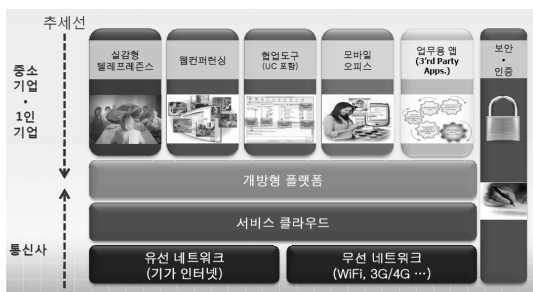 추세선
중소
기업
·
1인
기업
통신사
실감형
텔레프레즌스
웹컨퍼런싱
협업도구
(UC 포함)
모바일
오피스
업무용 앱
(3'rd Party
Apps.)
보안
·
인증
개방형 플랫폼
서비스 클라우드
유선 네트워크
(기가 인터넷)
무선 네트워크
(WiFi, 3G/4G …)